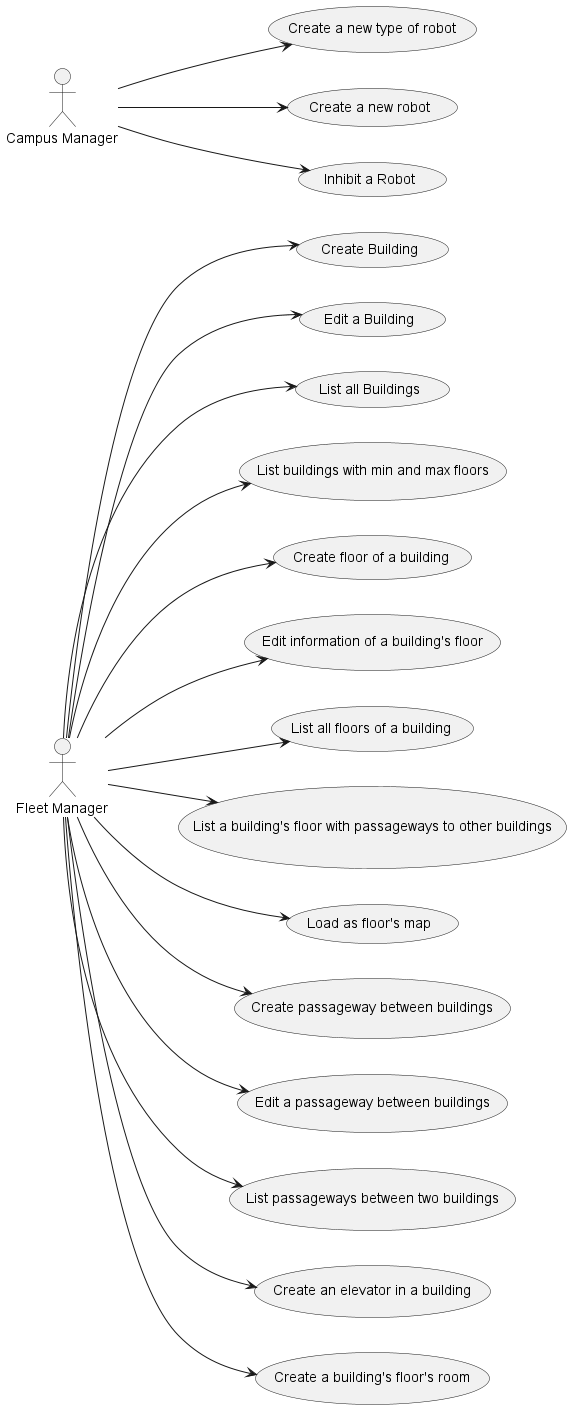 Create a new type of robot
Create a new robot
Campus Manager
Inhibit a Robot
Create Building
Edit a Building
List all Buildings
List buildings with min and max floors
Create floor of a building
Edit information of a building's floor
List all floors of a building
Fleet Manager
List a building's floor with passageways to other buildings
Load as floor's map
Create passageway between buildings
Edit a passageway between buildings
List passageways between two buildings
Create an elevator in a building
Create a building's floor's room